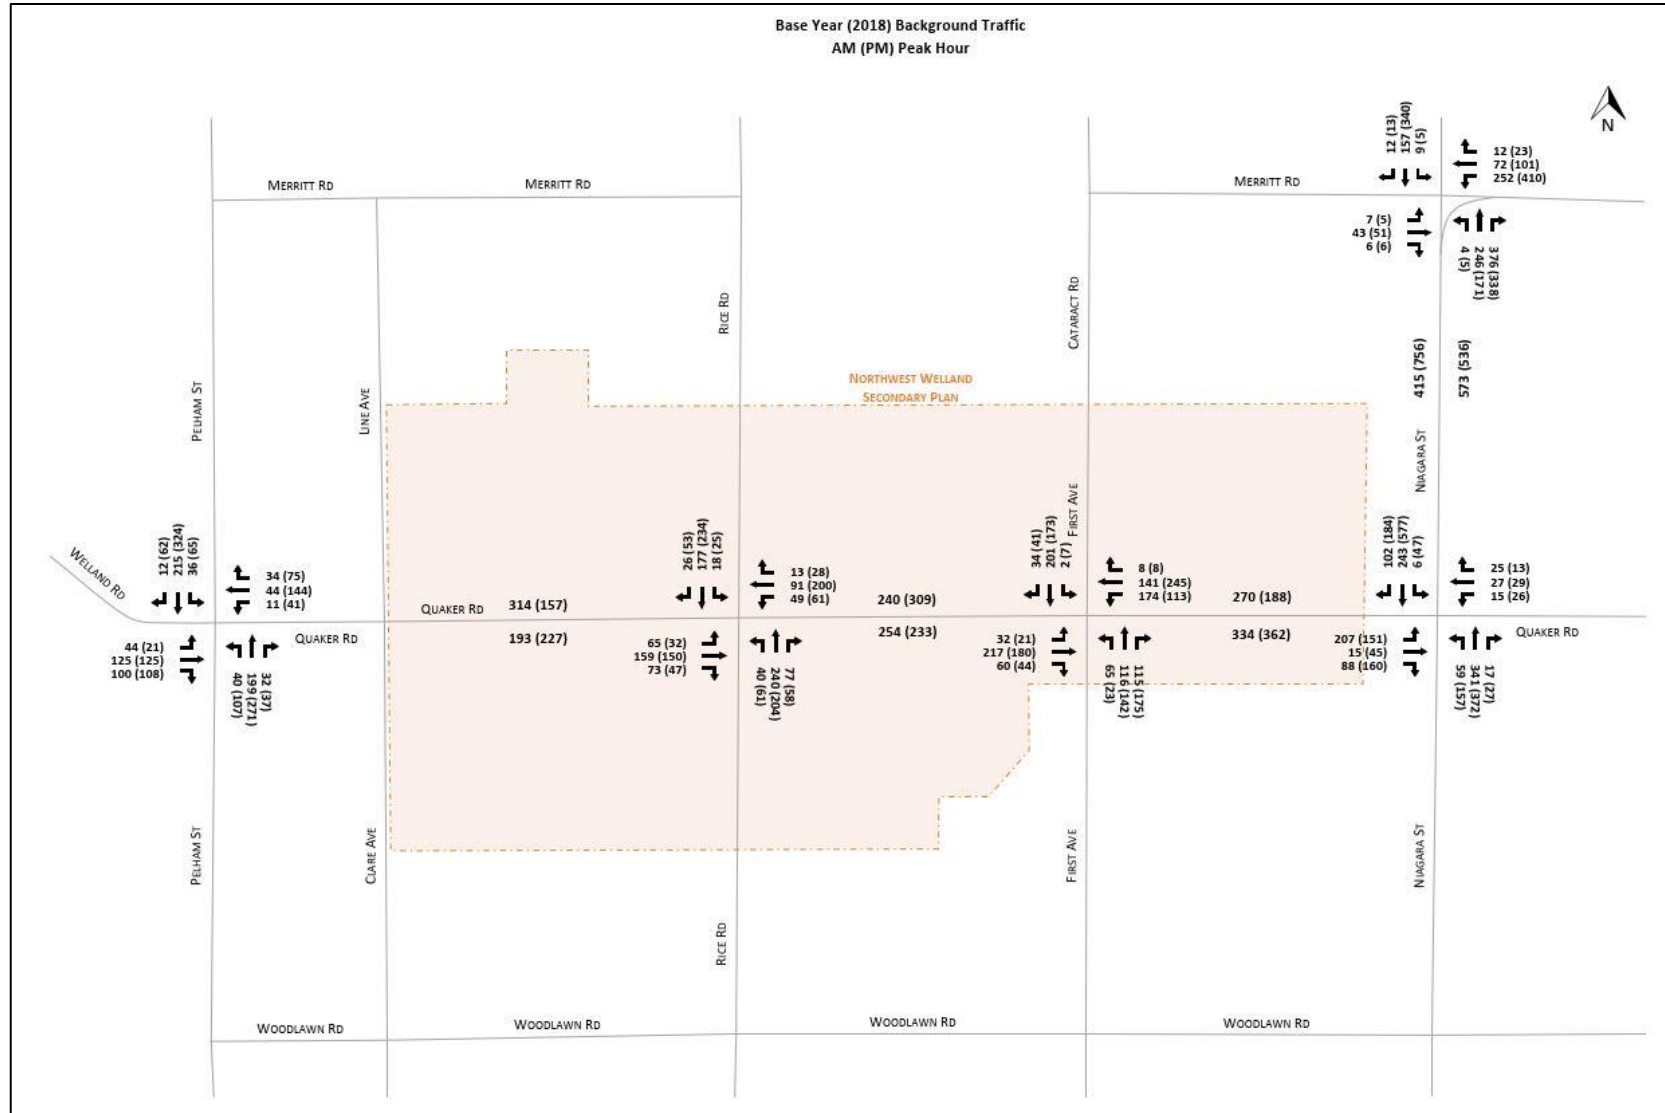 Base Year (2018) Background Traffic
AM (PM) Peak Hour
N
12 (13)
157 (340)
9 (5)
12 (23)
72 (101)
252 (410)
MERRITT RD
MERRITT RD
MERRITT RD
7 (5)
43 (51)
6 (6)
4 (5)
246 (171)
376 (338)
RICE RD
CATARACT RD
415 (756)
573 (536)
NORTHWEST WELLAND
SECONDARY PLAN
PELHAM ST
LINE AVE
NIAGARA ST
FIRST AVE
WELLAND RD
12 (62)
215 (324)
36 (65)
34 (75)
44 (144)
11 (41)
26 (53)
177 (234)
18 (25)
13 (28)
91 (200)
49 (61)
34 (41)
201 (173)
2 (7)
8 (8)
141 (245)
174 (113)
102 (184)
243 (577)
6 (47)
25 (13)
27 (29)
15 (26)
QUAKER RD
314 (157)
240 (309)
270 (188)
QUAKER RD
193 (227)
254 (233)
334 (362)
QUAKER RD
44 (21)
125 (125)
100 (108)
40 (107)
199 (271)
32 (37)
65 (32)
159 (150)
73 (47)
40 (61)
240 (204)
77 (58)
32 (21)
217 (180)
60 (44)
65 (23)
116 (142)
115 (175)
207 (151)
15 (45)
88 (160)
59 (157)
341 (372)
17 (27)
PELHAM ST
CLARE AVE
RICE RD
FIRST AVE
NIAGARA ST
WOODLAWN RD
WOODLAWN RD
WOODLAWN RD
WOODLAWN RD